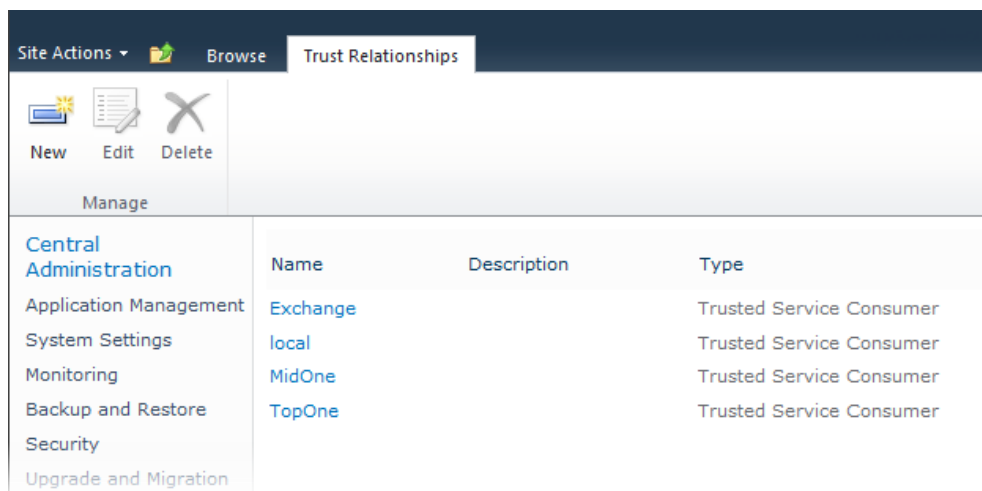 Site Actions Browse Trust Relationships
New Edit Delete
Manage
Central
Administration
Application Management
System Settings
Monitoring
Backup and Restore
Security
Upgrade and Migration
Name Description Type
Exchange Trusted Service Consumer
local Trusted Service Consumer
MidOne Trusted Service Consumer
TopOne Trusted Service Consumer